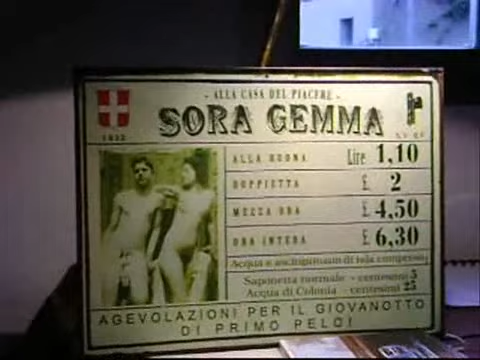 - ALLA CASA DEL PIACERE -
SORA GEMMA
1932
ALLA BUONA Lire 1,10
DOPPIETTA £ 2
MEZZA ORA £ 4,50
ORA INTERA £ 6,30
Acqua e asciugamano di tela compresi
Saponetta normale - centesimi 5
Acqua di Colonia - centesimi 25
AGEVOLAZIONI PER IL GIOVANOTTO
DI PRIMO PELO!